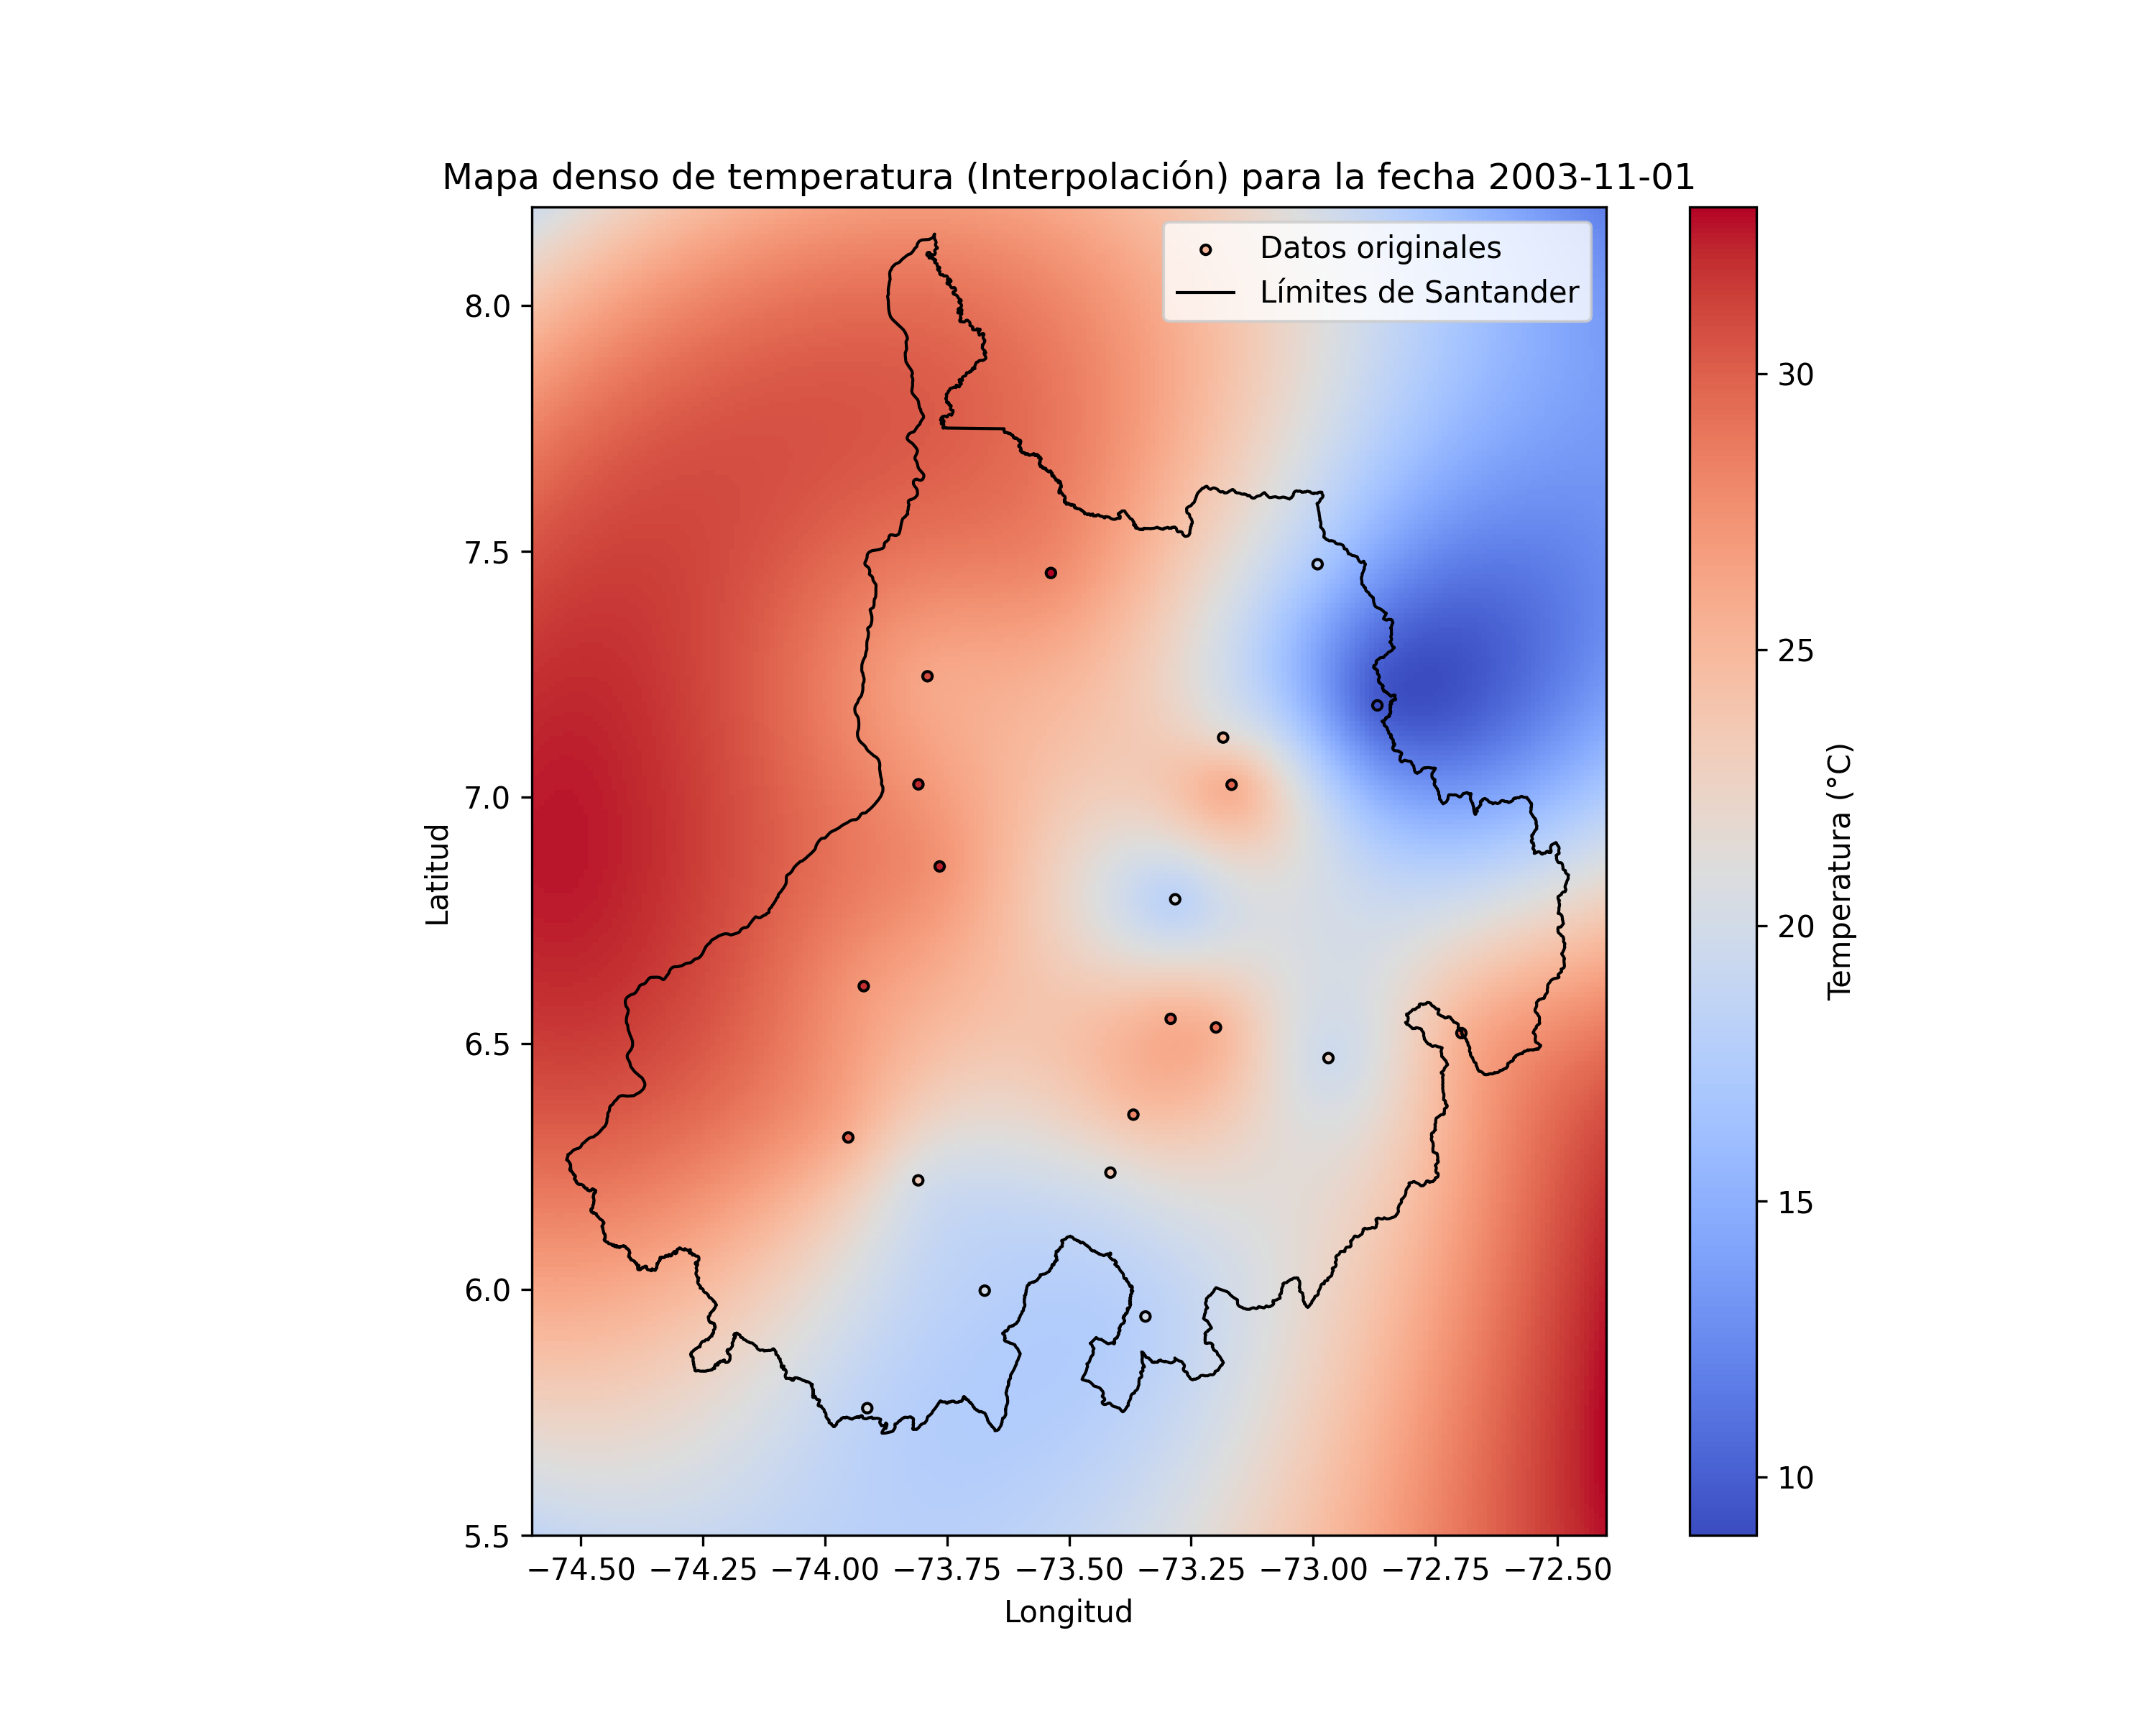 Mapa denso de temperatura (Interpolación) para la fecha 2003-11-01
Datos originales
Límites de Santander
8.0
7.5
7.0
6.5
6.0
5.5
Latitud
−74.50 −74.25 −74.00 −73.75 −73.50 −73.25 −73.00 −72.75 −72.50
Longitud
30
25
20
15
10
Temperatura (°C)